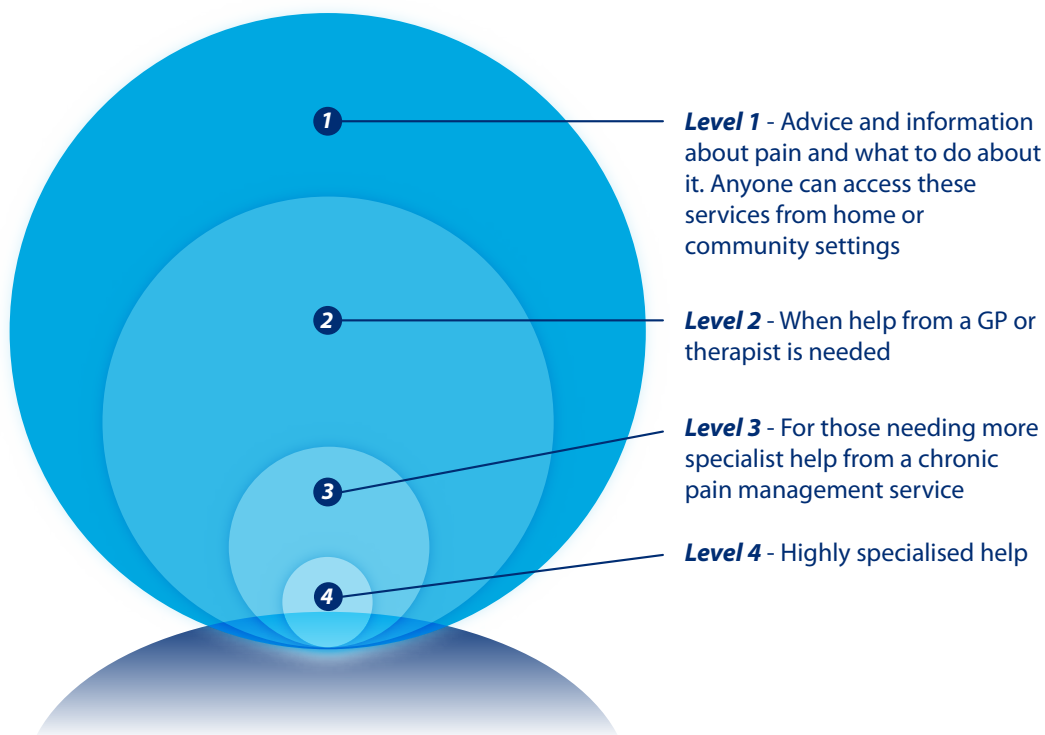 1
Level 1 - Advice and information
about pain and what to do about
it. Anyone can access these
services from home or
community settings
2
Level 2 - When help from a GP or
therapist is needed
3
Level 3 - For those needing more
specialist help from a chronic
pain management service
4
Level 4 - Highly specialised help